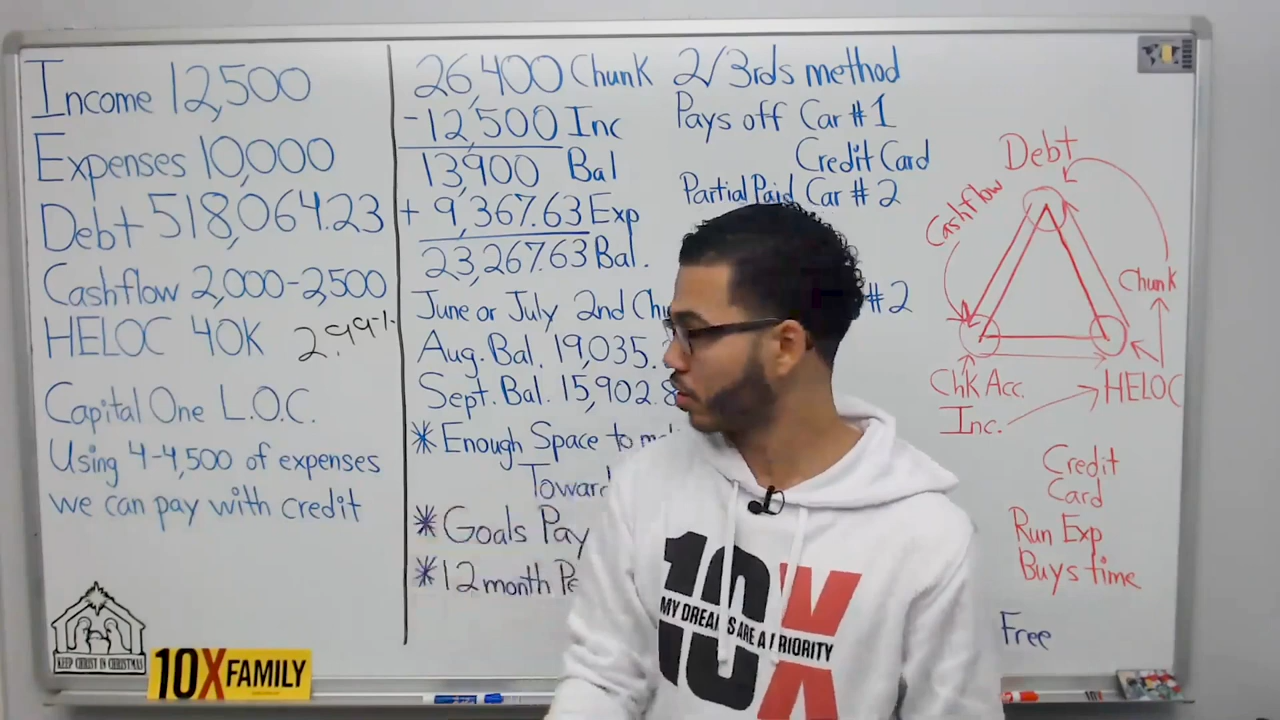 Income 12,500
Expenses 10,000
Debt 518,064.23
Cashflow 2,000-2,500
HELOC 40K 2.99%
Capital One L.O.C.
Using 4-4,500 of expenses
we can pay with credit
KEEP CHRIST IN CHRISTMAS
10X FAMILY
26,400 Chunk
-12,500 Inc
13,900 Bal
+ 9,367.63 Exp
23,267.63 Bal.
June or July 2nd
#2
Aug. Bal. 19,035.
Sept. Bal. 15,902.8
* Enough Space to
Toward
* Goals Pay
* 12 month
Free
2/3rds method
Pays off Car #1
Credit Card
Partial Paid Car #2
Debt
Cashflow
Chunk
Chk Acc.
HELOC
Inc.
Credit
Card
Run Exp
Buys time
10X
MY DREAMS ARE A PRIORITY